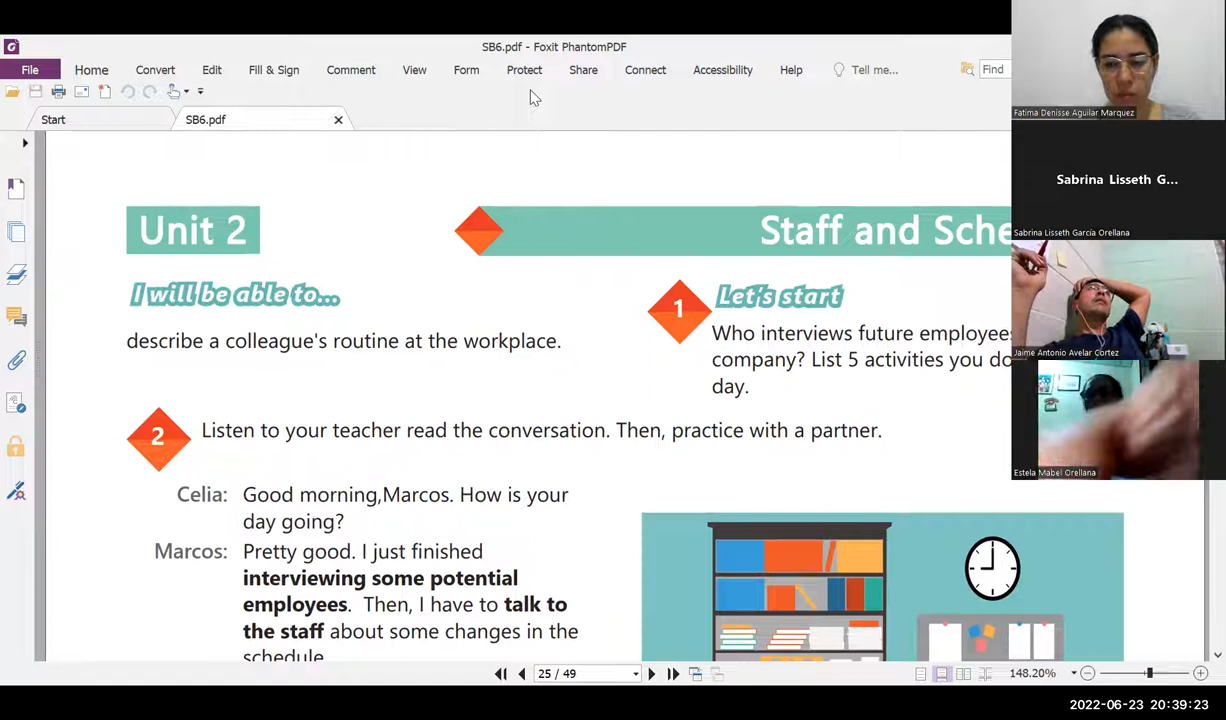 SB6.pdf - Foxit PhantomPDF
File Home Convert Edit Fill & Sign Comment View Form Protect Share Connect Accessibility Help Tell me... Find
Start SB6.pdf
Unit 2
Staff and Sche
I will be able to...
describe a colleague's routine at the workplace.
1 Let's start
Who interviews future employees
company? List 5 activities you do
day.
2 Listen to your teacher read the conversation. Then, practice with a partner.
Celia: Good morning,Marcos. How is your
day going?
Marcos: Pretty good. I just finished
interviewing some potential
employees. Then, I have to talk to
the staff about some changes in the
schedule
25 / 49
148.20%
Fatima Denisse Aguilar Marquez
Sabrina Lisseth G...
Sabrina Lisseth García Orellana
Jaime Antonio Avelar Cortez
Estela Mabel Orellana
2022-06-23 20:39:23